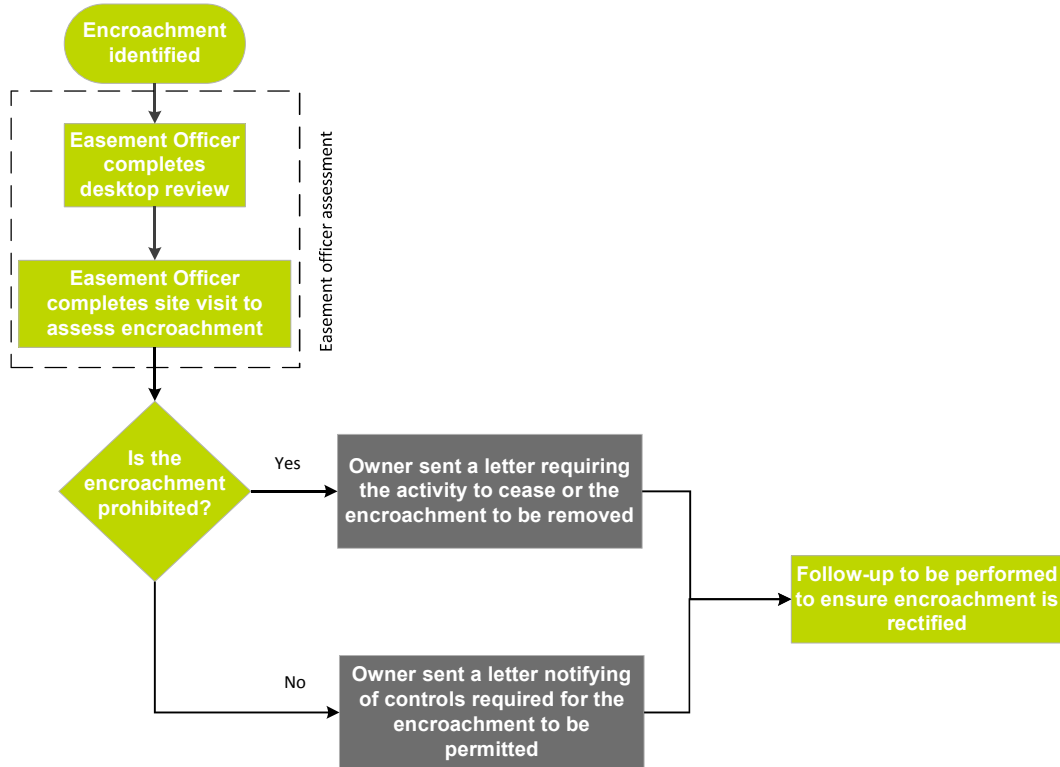 Encroachment
identified
Easement Officer
completes
desktop review
Easement Officer
completes site visit to
assess encroachment
Easement officer assessment
Is the
encroachment
prohibited?
Yes
Owner sent a letter requiring
the activity to cease or the
encroachment to be removed
No
Owner sent a letter notifying
of controls required for the
encroachment to be
permitted
Follow-up to be performed
to ensure encroachment is
rectified